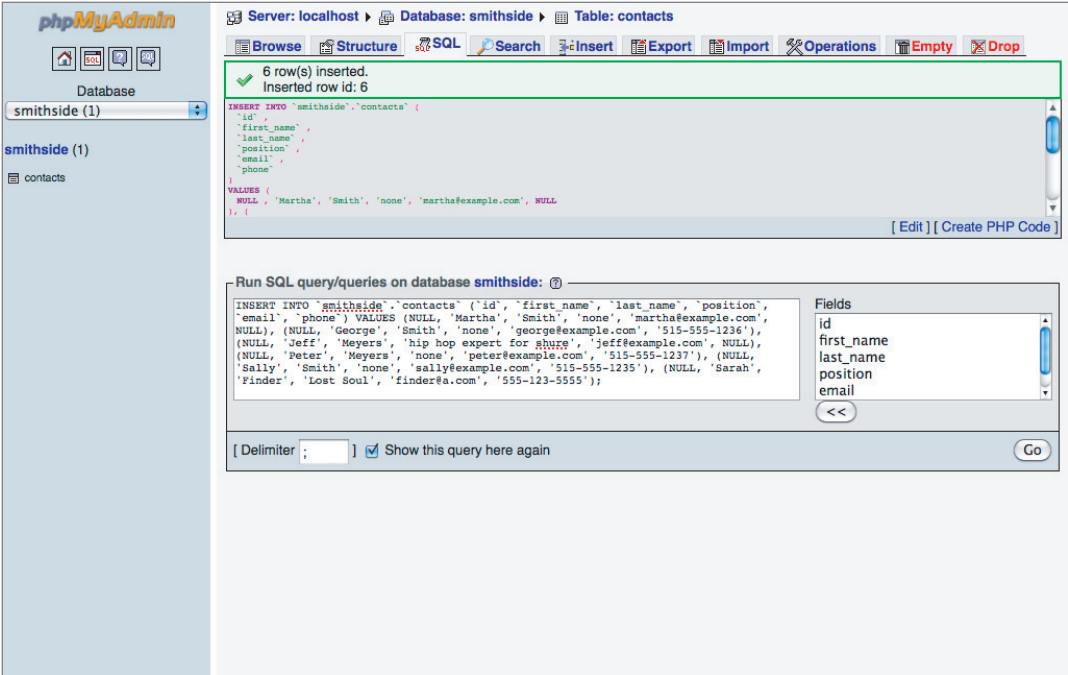 phpMyAdmin
SQL
SQL
Database
smithside (1)
smithside (1)
contacts
Server: localhost Database: smithside Table: contacts
Browse Structure SQL Search Insert Export Import Operations Empty Drop
6 row(s) inserted.
Inserted row id: 6
INSERT INTO `smithside`.`contacts` (
`id` ,
`first_name` ,
`last_name` ,
`position` ,
`email` ,
`phone`
)
VALUES (
NULL , 'Martha', 'Smith', 'none', 'martha@example.com', NULL
), (
[ Edit ] [ Create PHP Code ]
Run SQL query/queries on database smithside:
INSERT INTO `smithside`.`contacts` (`id`, `first_name`, `last_name`, `position`,
`email`, `phone`) VALUES (NULL, 'Martha', 'Smith', 'none', 'martha@example.com',
NULL), (NULL, 'George', 'Smith', 'none', 'george@example.com', '515-555-1236'),
(NULL, 'Jeff', 'Meyers', 'hip hop expert for shure', 'jeff@example.com', NULL),
(NULL, 'Peter', 'Meyers', 'none', 'peter@example.com', '515-555-1237'), (NULL,
'Sally', 'Smith', 'none', 'sally@example.com', '515-555-1235'), (NULL, 'Sarah',
'Finder', 'Lost Soul', 'finder@a.com', '555-123-5555');
Fields
id
first_name
last_name
position
email
<<
[ Delimiter ; ] Show this query here again
Go